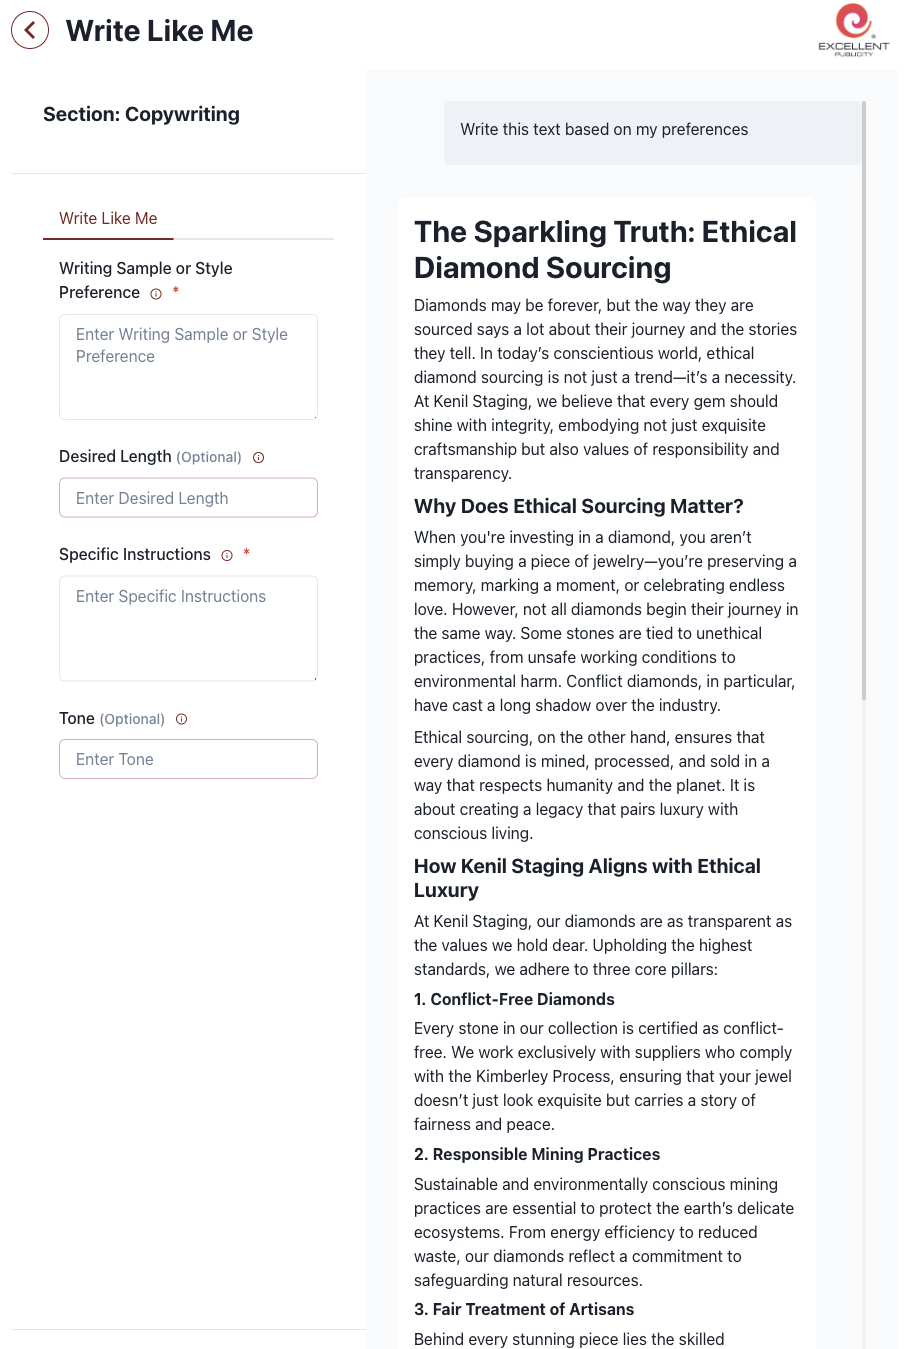 Write Like Me
EXCELLENT
PUBLICITY
Section: Copywriting
Write Like Me
Writing Sample or Style
Preference *
Enter Writing Sample or Style
Preference
Desired Length (Optional)
Enter Desired Length
Specific Instructions *
Enter Specific Instructions
Tone (Optional)
Enter Tone
Write this text based on my preferences
The Sparkling Truth: Ethical
Diamond Sourcing
Diamonds may be forever, but the way they are
sourced says a lot about their journey and the stories
they tell. In today’s conscientious world, ethical
diamond sourcing is not just a trend—it’s a necessity.
At Kenil Staging, we believe that every gem should
shine with integrity, embodying not just exquisite
craftsmanship but also values of responsibility and
transparency.
Why Does Ethical Sourcing Matter?
When you're investing in a diamond, you aren’t
simply buying a piece of jewelry—you’re preserving a
memory, marking a moment, or celebrating endless
love. However, not all diamonds begin their journey in
the same way. Some stones are tied to unethical
practices, from unsafe working conditions to
environmental harm. Conflict diamonds, in particular,
have cast a long shadow over the industry.
Ethical sourcing, on the other hand, ensures that
every diamond is mined, processed, and sold in a
way that respects humanity and the planet. It is
about creating a legacy that pairs luxury with
conscious living.
How Kenil Staging Aligns with Ethical
Luxury
At Kenil Staging, our diamonds are as transparent as
the values we hold dear. Upholding the highest
standards, we adhere to three core pillars:
1. Conflict-Free Diamonds
Every stone in our collection is certified as conflict-
free. We work exclusively with suppliers who comply
with the Kimberley Process, ensuring that your jewel
doesn’t just look exquisite but carries a story of
fairness and peace.
2. Responsible Mining Practices
Sustainable and environmentally conscious mining
practices are essential to protect the earth’s delicate
ecosystems. From energy efficiency to reduced
waste, our diamonds reflect a commitment to
safeguarding natural resources.
3. Fair Treatment of Artisans
Behind every stunning piece lies the skilled